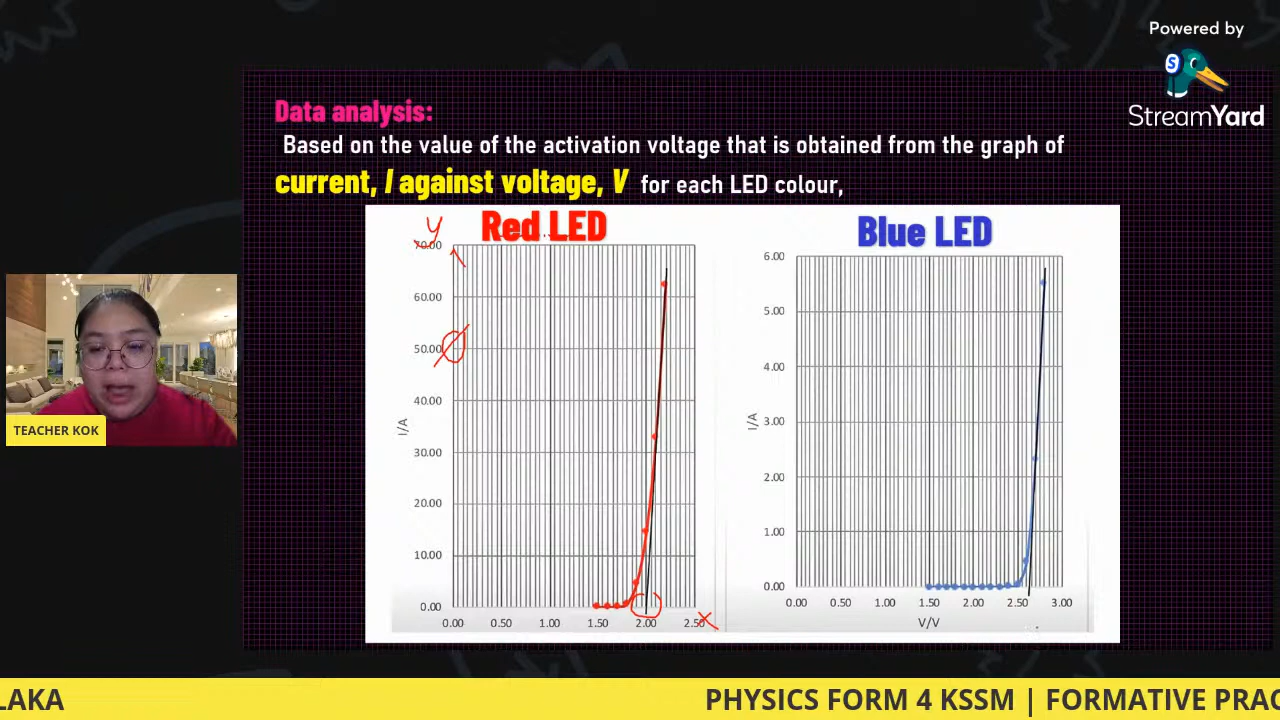 Powered by
StreamYard
Data analysis:
Based on the value of the activation voltage that is obtained from the graph of
current, I against voltage, V for each LED colour,
Red LED
Blue LED
y
70.00
60.00
50.00
40.00
30.00
20.00
10.00
0.00
I/A
0.00 0.50 1.00 1.50 2.00 2.50
x
6.00
5.00
4.00
3.00
2.00
1.00
0.00
I/A
0.00 0.50 1.00 1.50 2.00 2.50 3.00
V/V
TEACHER KOK
LAKA
PHYSICS FORM 4 KSSM | FORMATIVE PRAC